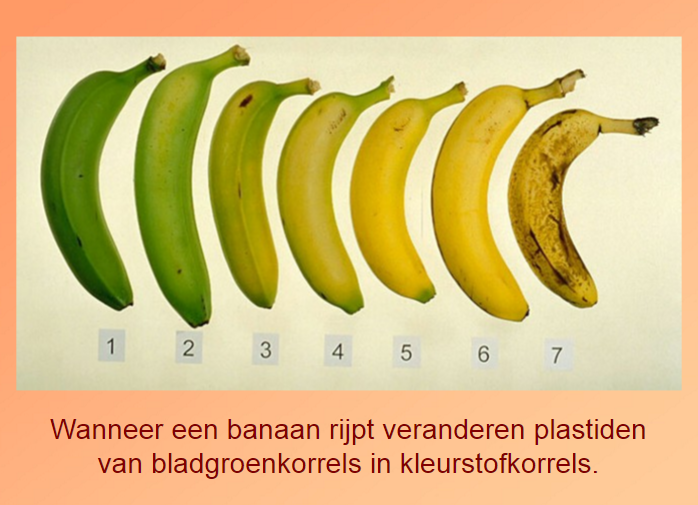 1 2 3 4 5 6 7
Wanneer een banaan rijpt veranderen plastiden
van bladgroenkorrels in kleurstofkorrels.